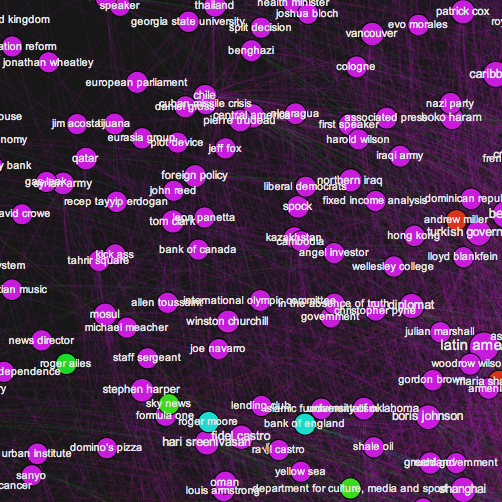 speaker
thailand
health minister
joshua bloch
patrick cox
d kingdom
georgia state university
split decision
evo morales
vancouver
ation reform
benghazi
jonathan wheatley
cologne
caribb
european parliament
chile
cuban missile crisis
nazi party
central america
nicaragua
pierre trudeau
associated press
boko haram
ouse
jim acosta
tijuana
first speaker
harold wilson
nomy
eurasia group
plot device
jeff fox
iraqi army
fren
qatar
y bank
foreign policy
northern iraq
syrian army
john reed
liberal democrats
recep tayyip erdogan
fixed income analysis
dominican repu
avid crowe
spock
tom clark
leon panetta
andrew miller
be
turkish govern
kazakhstan
cambodia
hong kong
kick ass
bank of canada
angel investor
lloyd blankfein
tahrir square
ystem
wellesley college
tian music
allen toussaint
international olympic committee
in the absence of truth
diplomat
christopher pyne
mosul
winston churchill
government
michael meacher
julian marshall
as
news director
joe navarro
latin ame
staff sergeant
roger ailes
woodrow wilso
dependence
gordon brown
maria sha
stephen harper
armeni
ry
sky news
lending club
formula one
islamic fundamentalism
university of oklahoma
roger moore
bank of england
boris johnson
fidel castro
hari sreenivasan
domino's pizza
raul castro
shale oil
urban institute
yellow sea
greenland
government
sanyo
oman
cancer
louis armstrong
department for culture, media and sport
shanghai